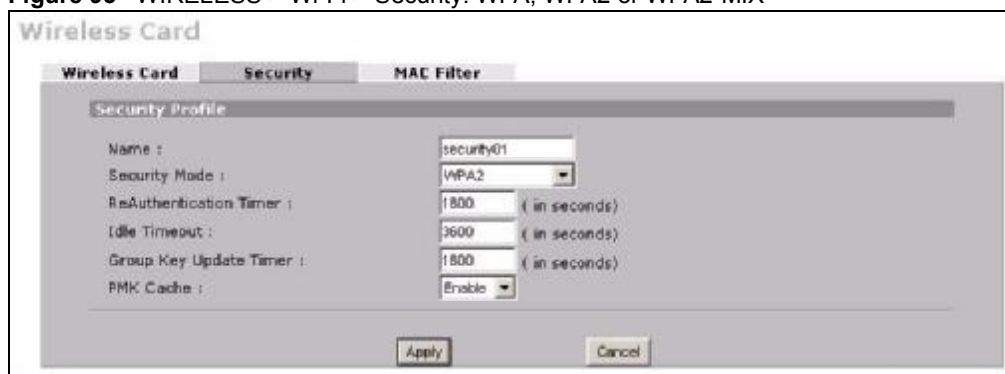 Wireless Card
Wireless Card Security MAC Filter
Security Profile
Name : security01
Security Mode : WPA2
ReAuthentication Timer : 1800 ( in seconds)
Idle Timeout : 3600 ( in seconds)
Group Key Update Timer : 1800 ( in seconds)
PMK Cache : Enable
Apply Cancel